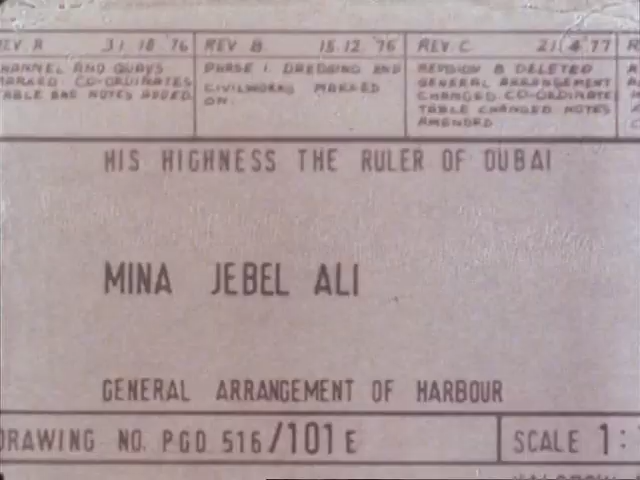 REV A 31 10 '76
CHANNEL AND QUAYS
MARKED CO-ORDINATES
TABLE AND NOTES ADDED
REV B 15 12 '76
PHASE 1 DREDGING AND
CIVILWORKS MARKED
ON.
REV C 21 4 '77
REVISION B DELETED
GENERAL ARRANGEMENT
CHANGED CO-ORDINATE
TABLE CHANGED NOTES
AMENDED
HIS HIGHNESS THE RULER OF DUBAI
MINA JEBEL ALI
GENERAL ARRANGEMENT OF HARBOUR
DRAWING NO. PGD 516/101 E
SCALE 1: